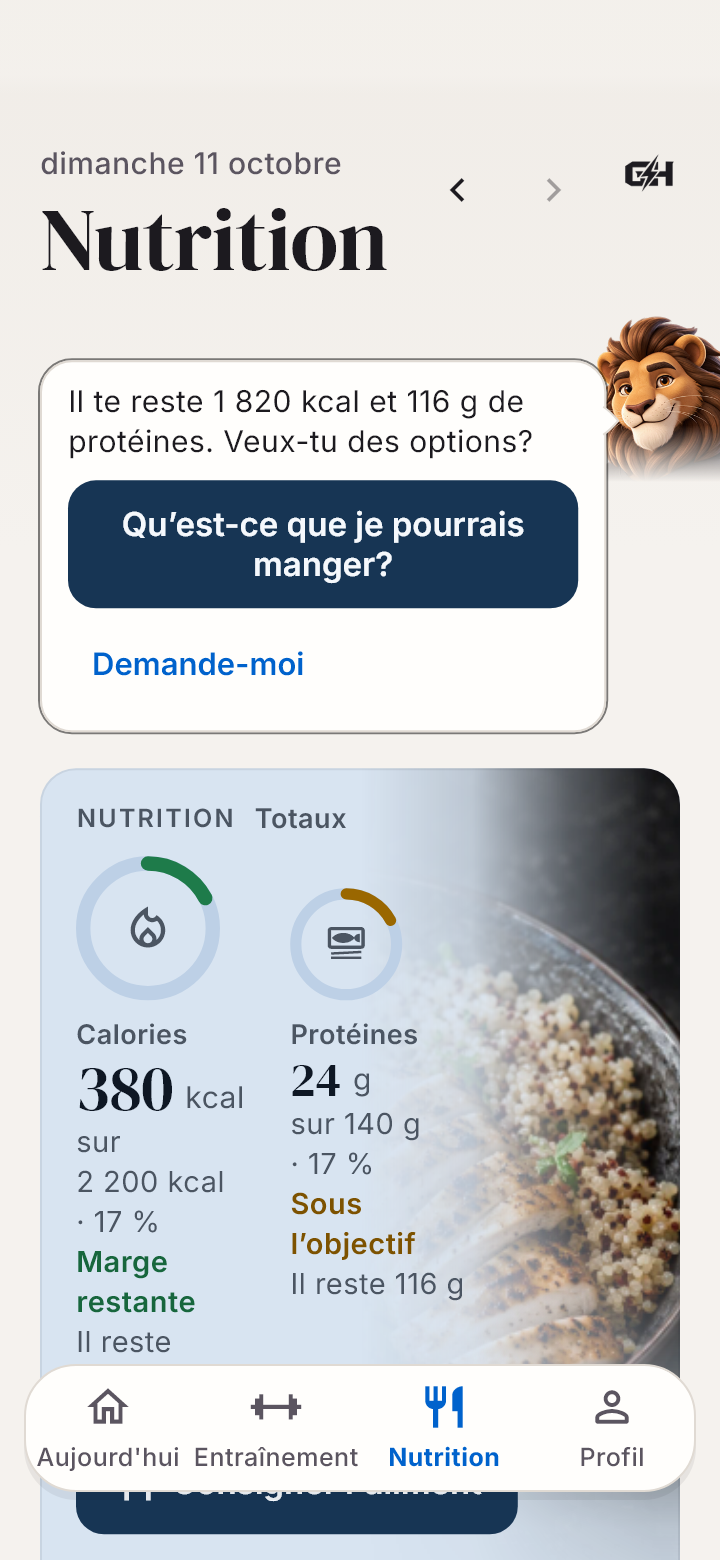 dimanche 11 octobre
GH
Nutrition
Il te reste 1 820 kcal et 116 g de
protéines. Veux-tu des options?
Qu’est-ce que je pourrais
manger?
Demande-moi
NUTRITION Totaux
Calories
380 kcal
sur
2 200 kcal
· 17 %
Marge
restante
Il reste
Protéines
24 g
sur 140 g
· 17 %
Sous
l’objectif
Il reste 116 g
Aujourd'hui
Entraînement
Nutrition
Profil